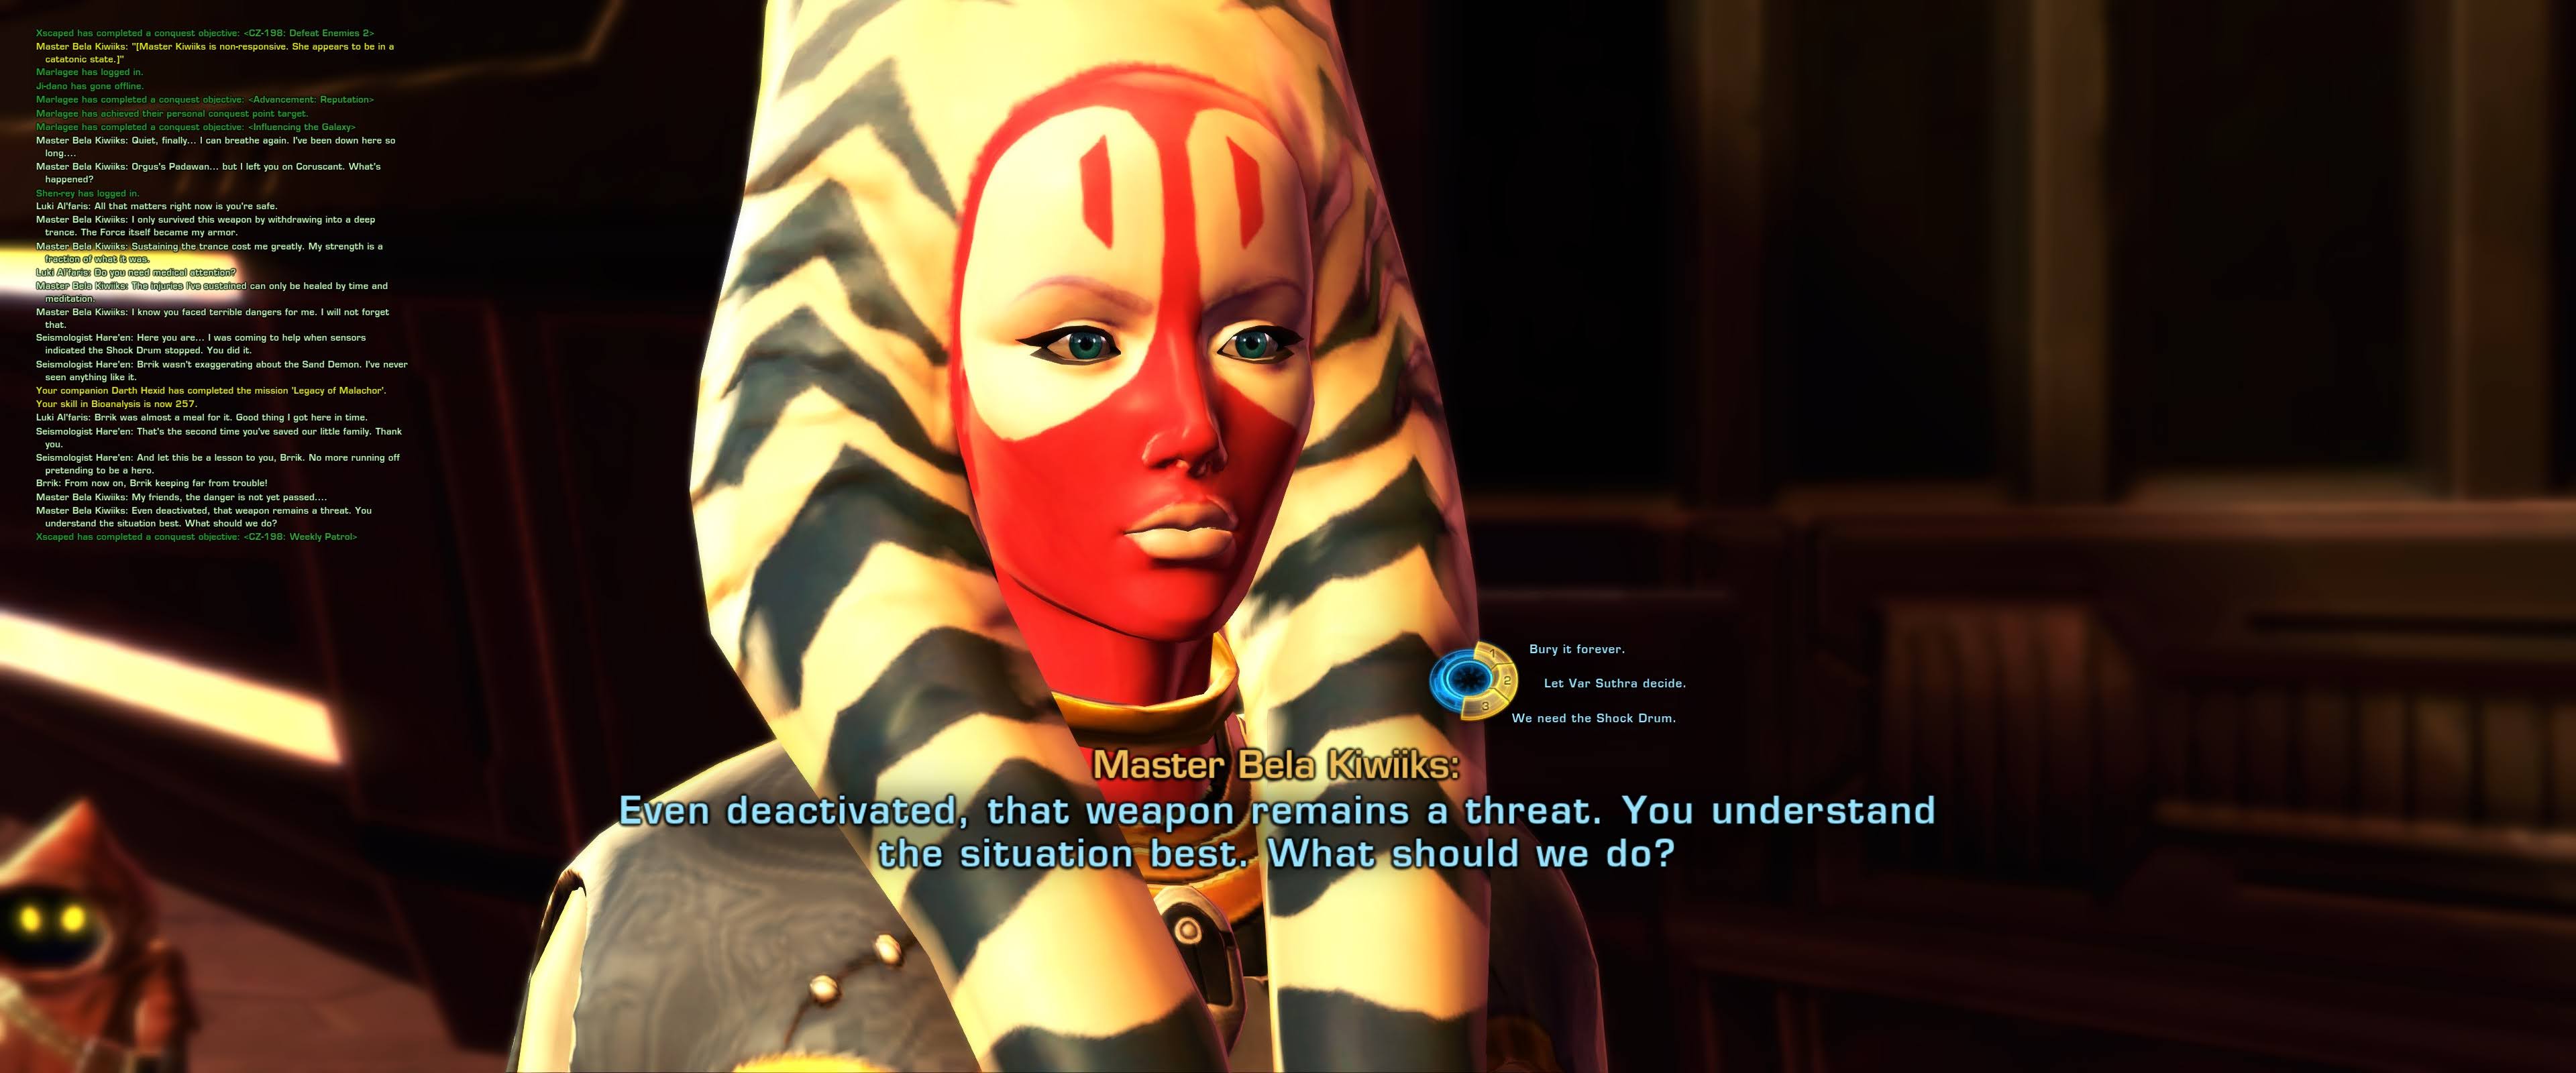 Xscaped has completed a conquest objective: <CZ-198: Defeat Enemies 2>
Master Bela Kiwiiks: "[Master Kiwiiks is non-responsive. She appears to be in a
catatonic state.]"
Marlagee has logged in.
Ji-dano has gone offline.
Marlagee has completed a conquest objective: <Advancement: Reputation>
Marlagee has achieved their personal conquest point target.
Marlagee has completed a conquest objective: <Influencing the Galaxy>
Master Bela Kiwiiks: Quiet, finally... I can breathe again. I've been down here so
long....
Master Bela Kiwiiks: Orgus's Padawan... but I left you on Coruscant. What's
happened?
Shen-rey has logged in.
Luki Al'faris: All that matters right now is you're safe.
Master Bela Kiwiiks: I only survived this weapon by withdrawing into a deep
trance. The Force itself became my armor.
Master Bela Kiwiiks: Sustaining the trance cost me greatly. My strength is a
fraction of what it was.
Luki Al'faris: Do you need medical attention?
Master Bela Kiwiiks: The injuries I've sustained can only be healed by time and
meditation.
Master Bela Kiwiiks: I know you faced terrible dangers for me. I will not forget
that.
Seismologist Hare'en: Here you are... I was coming to help when sensors
indicated the Shock Drum stopped. You did it.
Seismologist Hare'en: Brrik wasn't exaggerating about the Sand Demon. I've never
seen anything like it.
Your companion Darth Hexid has completed the mission 'Legacy of Malachor'.
Your skill in Bioanalysis is now 257.
Luki Al'faris: Brrik was almost a meal for it. Good thing I got here in time.
Seismologist Hare'en: That's the second time you've saved our little family. Thank
you.
Seismologist Hare'en: And let this be a lesson to you, Brrik. No more running off
pretending to be a hero.
Brrik: From now on, Brrik keeping far from trouble!
Master Bela Kiwiiks: My friends, the danger is not yet passed....
Master Bela Kiwiiks: Even deactivated, that weapon remains a threat. You
understand the situation best. What should we do?
Xscaped has completed a conquest objective: <CZ-198: Weekly Patrol>
1 Bury it forever.
2 Let Var Suthra decide.
3 We need the Shock Drum.
Master Bela Kiwiiks:
Even deactivated, that weapon remains a threat. You understand
the situation best. What should we do?